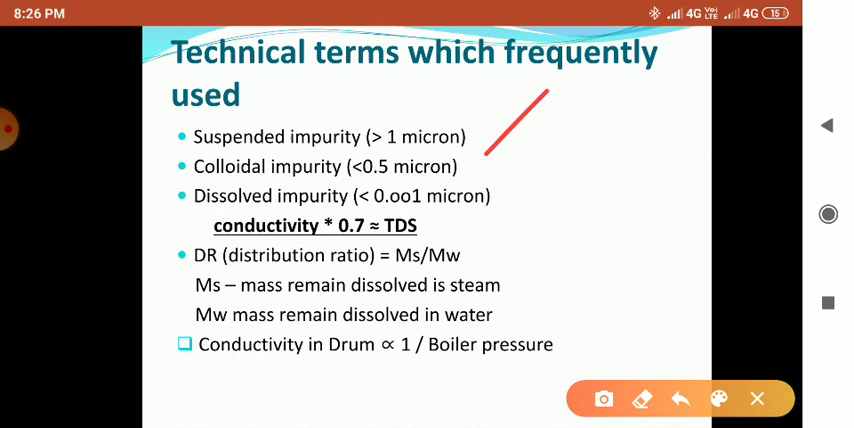 8:26 PM 4G Vo) LTE 4G 15
Technical terms which frequently
used
Suspended impurity (> 1 micron)
Colloidal impurity (<0.5 micron)
Dissolved impurity (< 0.oo1 micron)
conductivity * 0.7 ≈ TDS
DR (distribution ratio) = Ms/Mw
Ms – mass remain dissolved is steam
Mw mass remain dissolved in water
Conductivity in Drum ∝ 1 / Boiler pressure